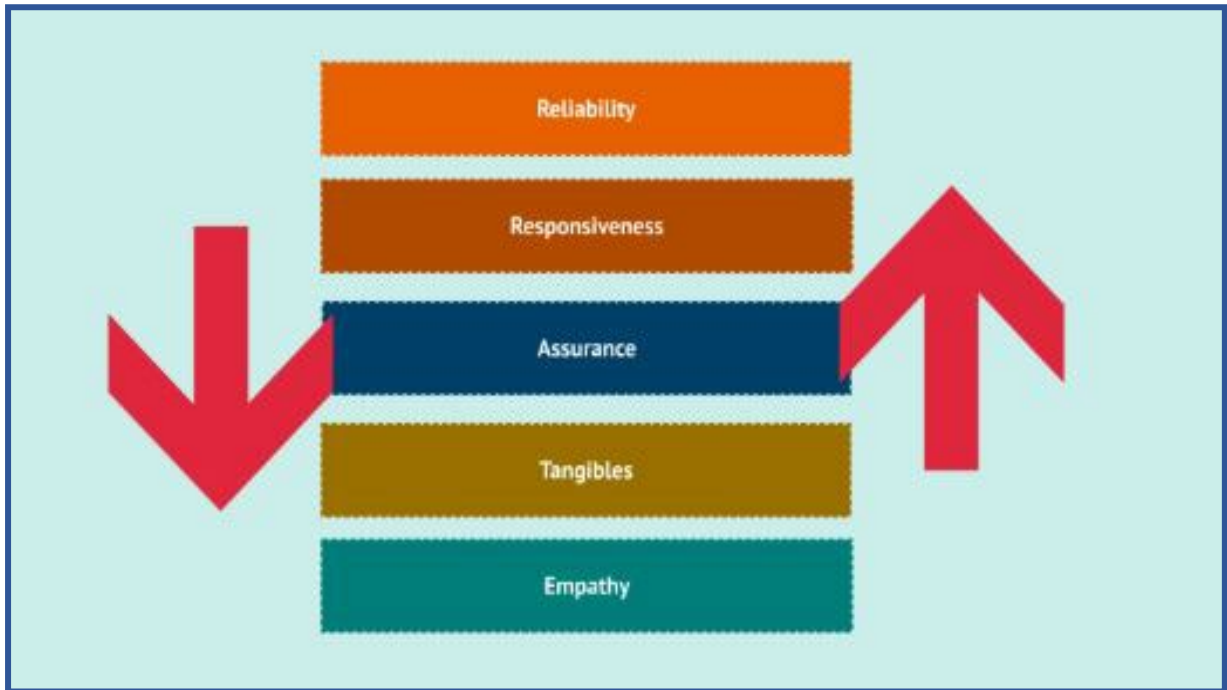 Reliability
Responsiveness
Assurance
Tangibles
Empathy